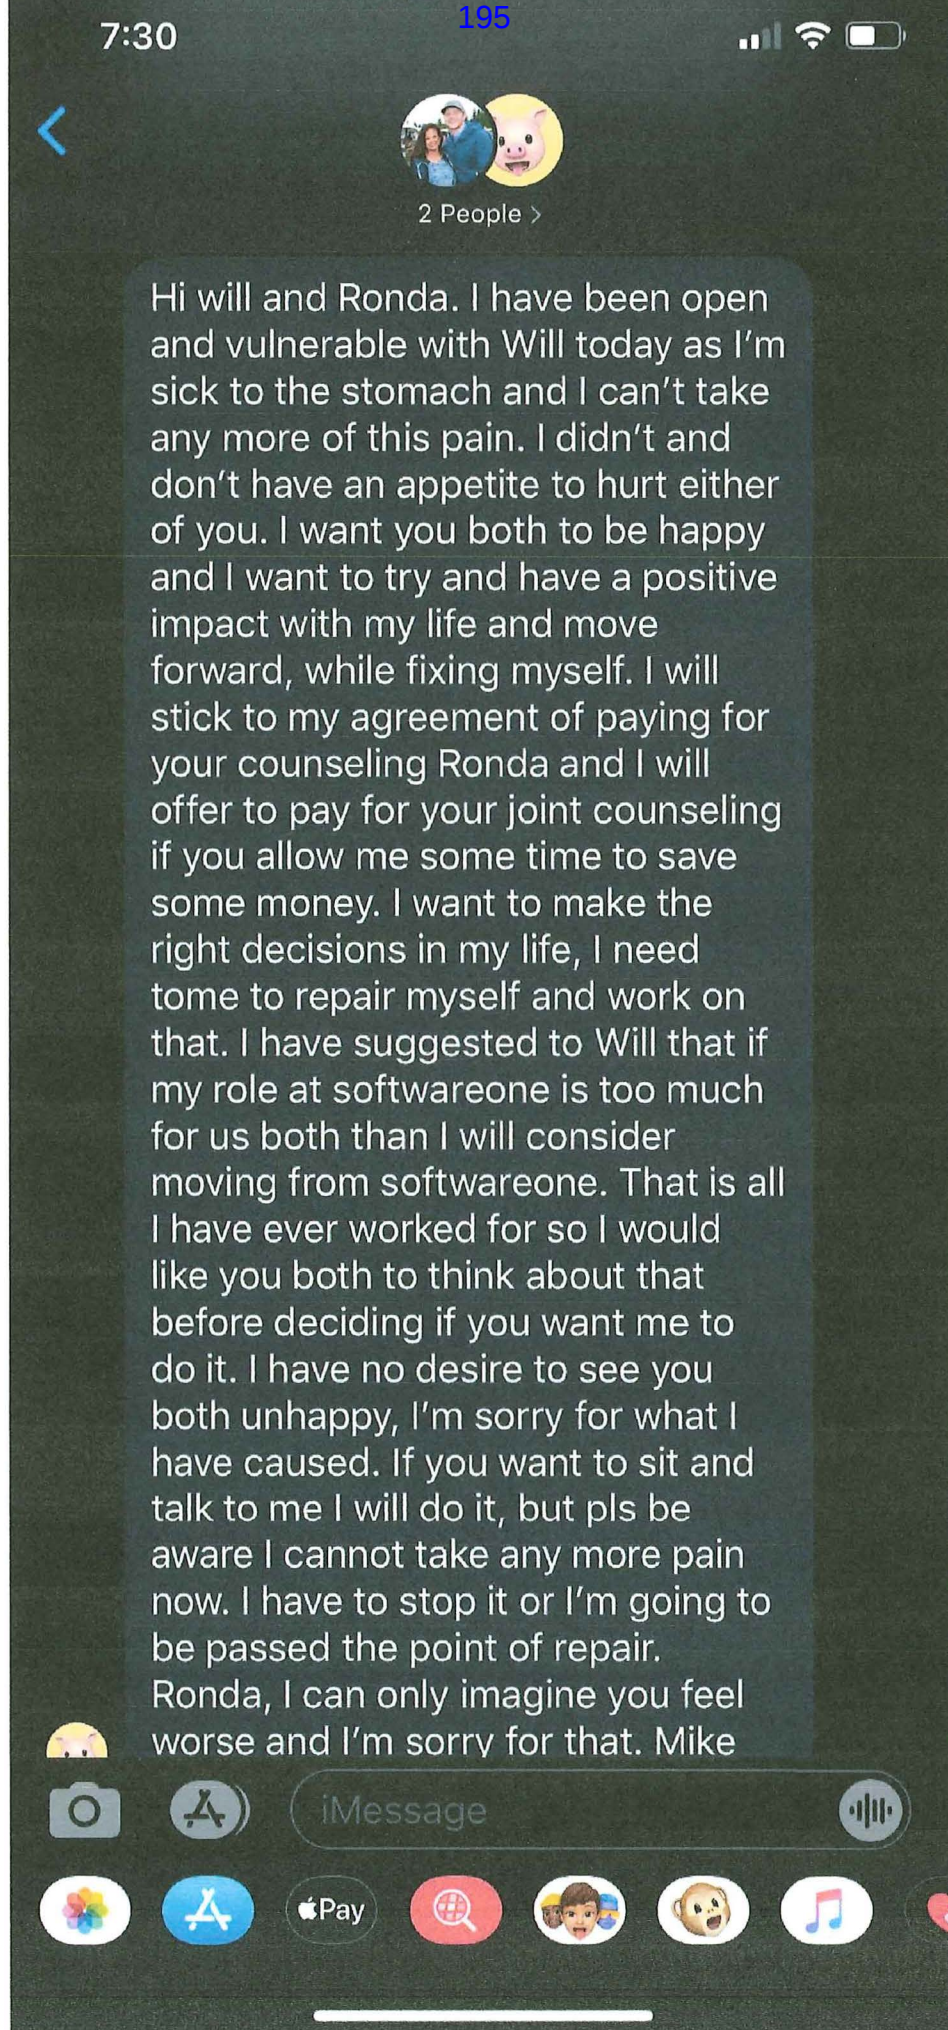 195
7:30
2 People >
Hi will and Ronda. I have been open
and vulnerable with Will today as I'm
sick to the stomach and I can't take
any more of this pain. I didn't and
don't have an appetite to hurt either
of you. I want you both to be happy
and I want to try and have a positive
impact with my life and move
forward, while fixing myself. I will
stick to my agreement of paying for
your counseling Ronda and I will
offer to pay for your joint counseling
if you allow me some time to save
some money. I want to make the
right decisions in my life, I need
tome to repair myself and work on
that. I have suggested to Will that if
my role at softwareone is too much
for us both than I will consider
moving from softwareone. That is all
I have ever worked for so I would
like you both to think about that
before deciding if you want me to
do it. I have no desire to see you
both unhappy, I'm sorry for what I
have caused. If you want to sit and
talk to me I will do it, but pls be
aware I cannot take any more pain
now. I have to stop it or I'm going to
be passed the point of repair.
Ronda, I can only imagine you feel
worse and I'm sorry for that. Mike
iMessage
Pay